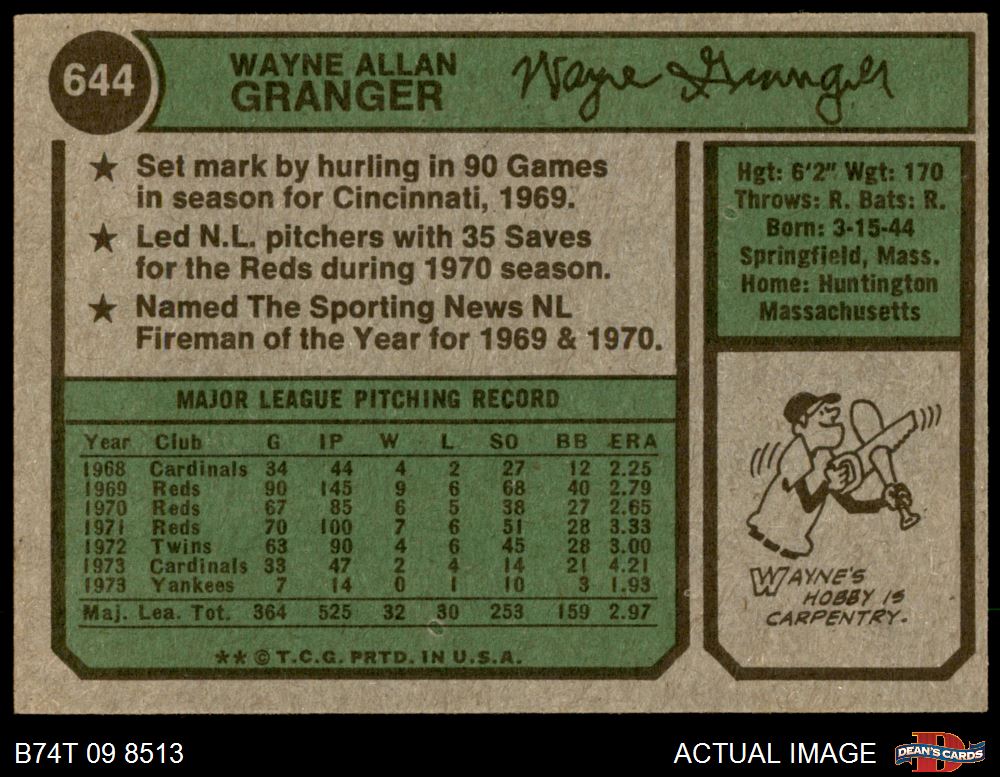 644
WAYNE ALLAN
GRANGER
Wayne Granger
★ Set mark by hurling in 90 Games
in season for Cincinnati, 1969.
★ Led N.L. pitchers with 35 Saves
for the Reds during 1970 season.
★ Named The Sporting News NL
Fireman of the Year for 1969 & 1970.
Hgt: 6'2" Wgt: 170
Throws: R. Bats: R.
Born: 3-15-44
Springfield, Mass.
Home: Huntington
Massachusetts
MAJOR LEAGUE PITCHING RECORD
Year Club G IP W L SO BB ERA
1968 Cardinals 34 44 4 2 27 12 2.25
1969 Reds 90 145 9 6 68 40 2.79
1970 Reds 67 85 6 5 38 27 2.65
1971 Reds 70 100 7 6 51 28 3.33
1972 Twins 63 90 4 6 45 28 3.00
1973 Cardinals 33 47 2 4 14 21 4.21
1973 Yankees 7 14 0 1 10 3 1.93
Maj. Lea. Tot. 364 525 32 30 253 159 2.97
** © T.C.G. PRTD. IN U.S.A.
WAYNE'S
HOBBY IS
CARPENTRY.
B74T 09 8513
ACTUAL IMAGE
DEAN'S CARDS